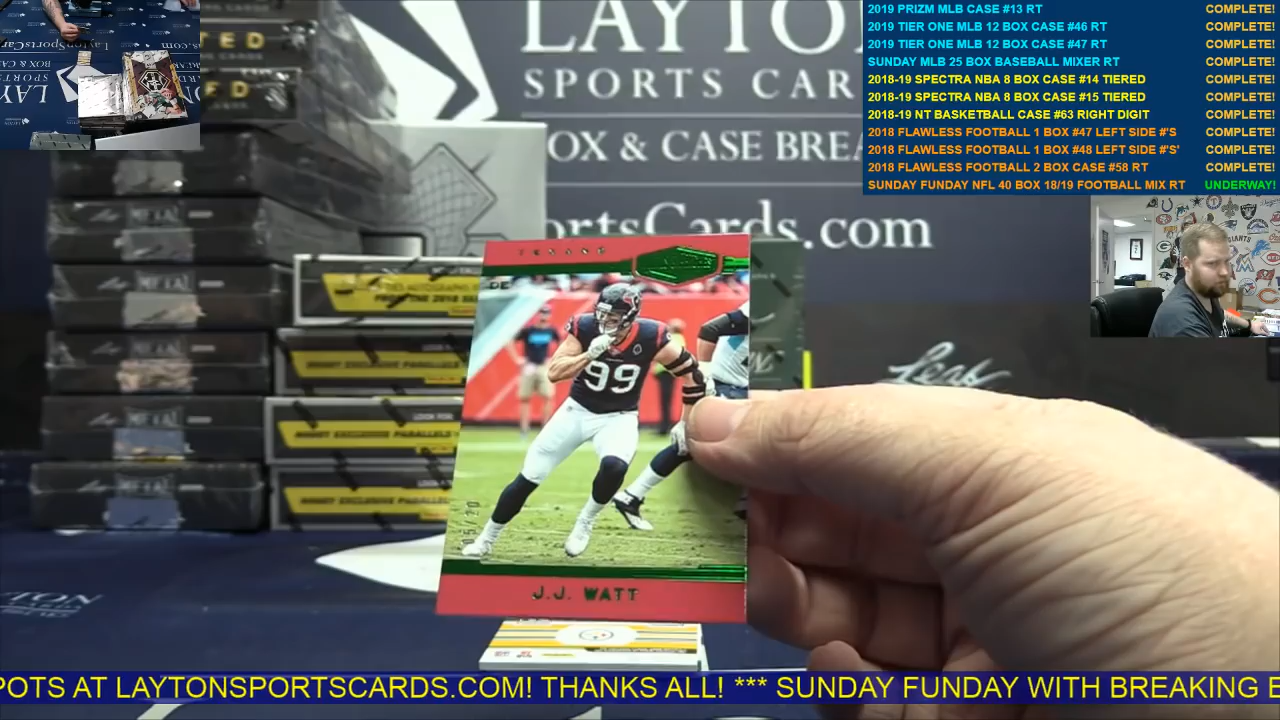 2019 PRIZM MLB CASE #13 RT COMPLETE!
2019 TIER ONE MLB 12 BOX CASE #46 RT COMPLETE!
2019 TIER ONE MLB 12 BOX CASE #47 RT COMPLETE!
SUNDAY MLB 25 BOX BASEBALL MIXER RT COMPLETE!
2018-19 SPECTRA NBA 8 BOX CASE #14 TIERED COMPLETE!
2018-19 SPECTRA NBA 8 BOX CASE #15 TIERED COMPLETE!
2018-19 NT BASKETBALL CASE #63 RIGHT DIGIT COMPLETE!
2018 FLAWLESS FOOTBALL 1 BOX #47 LEFT SIDE #'S COMPLETE!
2018 FLAWLESS FOOTBALL 1 BOX #48 LEFT SIDE #'S' COMPLETE!
2018 FLAWLESS FOOTBALL 2 BOX CASE #58 RT COMPLETE!
SUNDAY FUNDAY NFL 40 BOX 18/19 FOOTBALL MIX RT UNDERWAY!
LAYTO
SPORTS CAR
OX & CASE BREA
ortsCards.com
Leaf
TEXANS
DE
99
J.J. WATT
POTS AT LAYTONSPORTSCARDS.COM! THANKS ALL! *** SUNDAY FUNDAY WITH BREAKING E